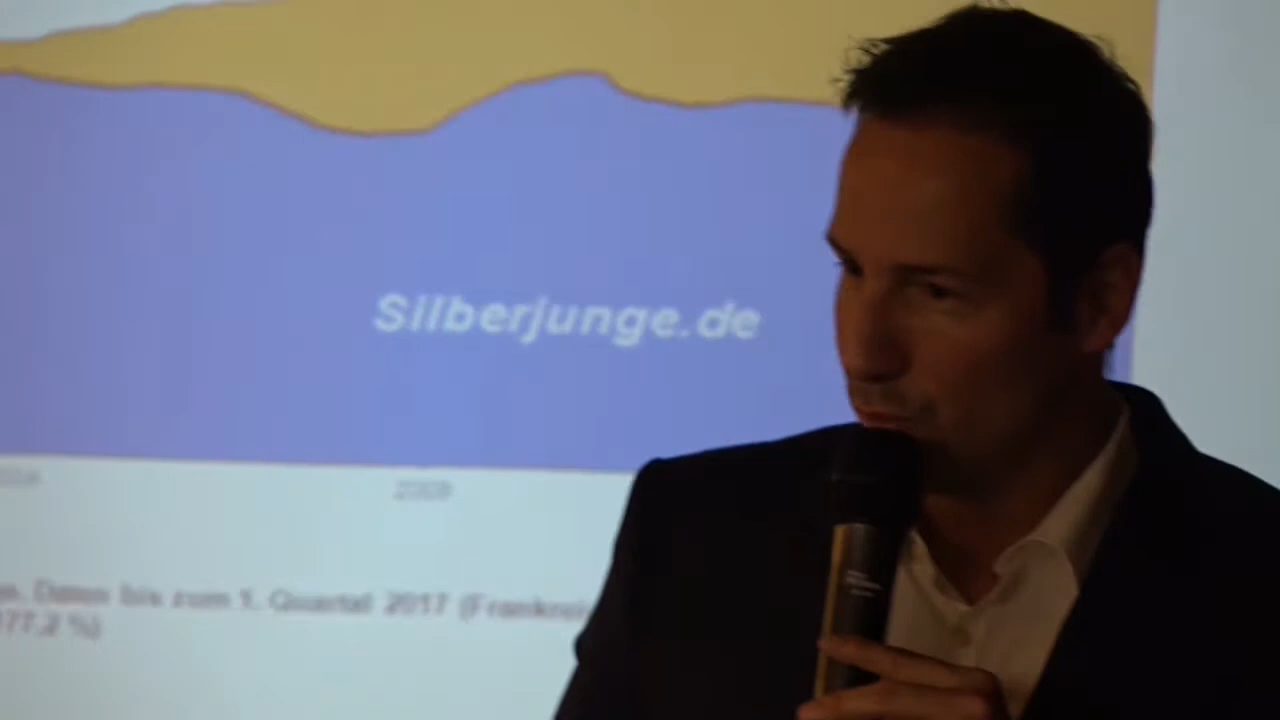 Silberjunge.de
2009
Daten bis zum 1. Quartal 2017 (Frankrei
177,2 %)